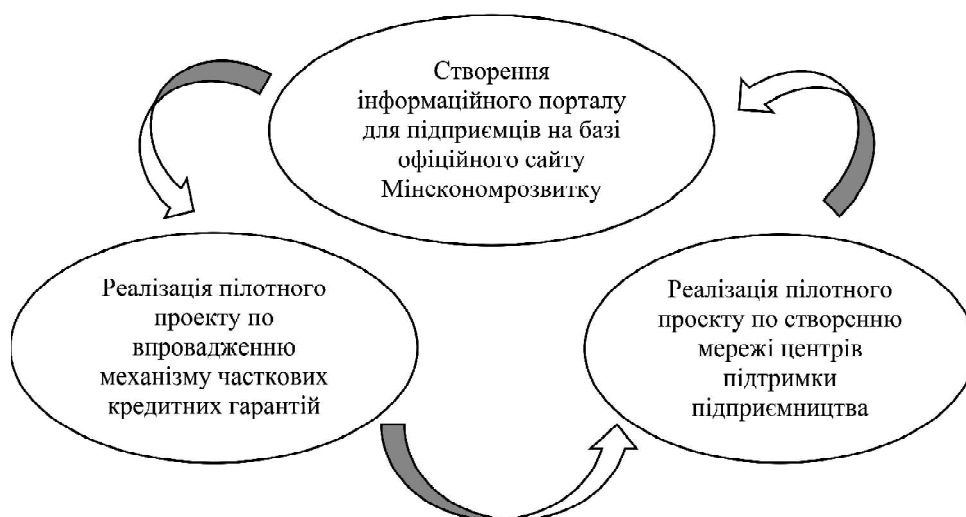 Створення
інформаційного порталу
для підприємців на базі
офіційного сайту
Мінекономрозвитку
Реалізація пілотного
проекту по
впровадженню
механізму часткових
кредитних гарантій
Реалізація пілотного
проекту по створенню
мережі центрів
підтримки
підприємництва